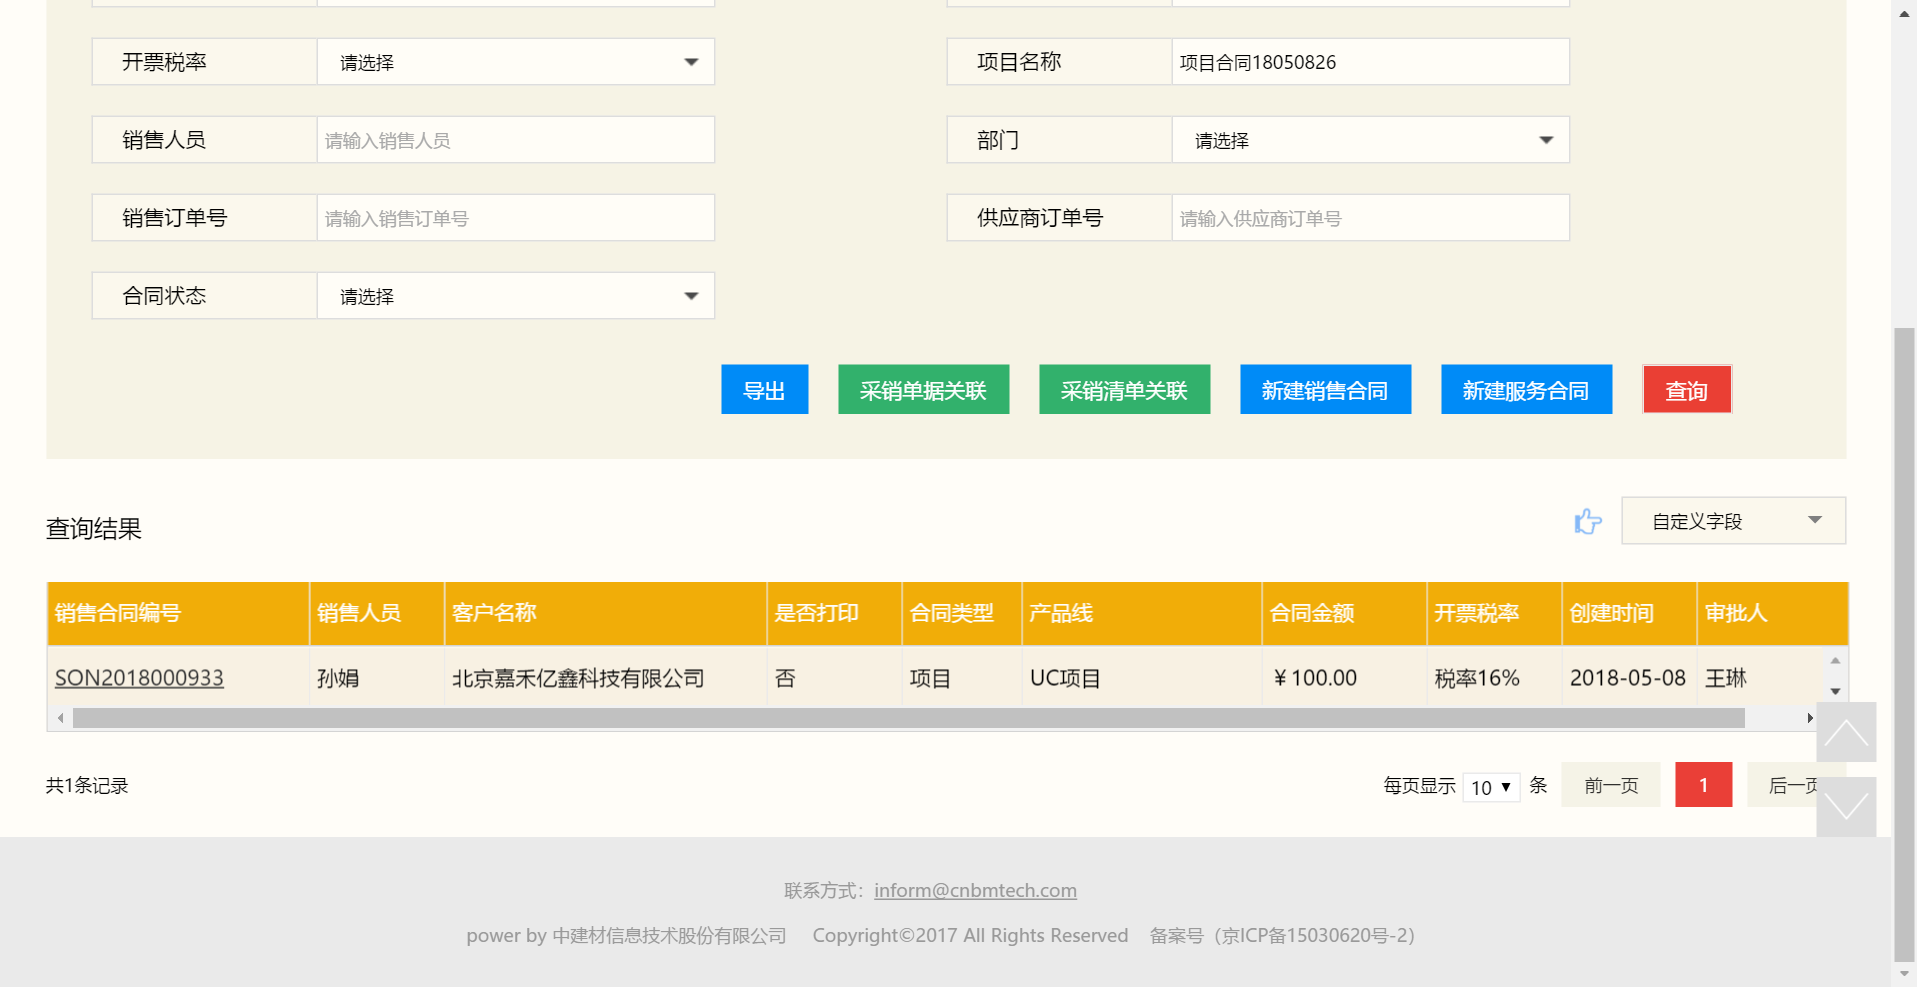 开票税率 请选择 项目名称 项目合同18050826
销售人员 请输入销售人员 部门 请选择
销售订单号 请输入销售订单号 供应商订单号 请输入供应商订单号
合同状态 请选择
导出 采销单据关联 采销清单关联 新建销售合同 新建服务合同 查询
查询结果 自定义字段
销售合同编号 销售人员 客户名称 是否打印 合同类型 产品线 合同金额 开票税率 创建时间 审批人
SON2018000933 孙娟 北京嘉禾亿鑫科技有限公司 否 项目 UC项目 ¥100.00 税率16% 2018-05-08 王琳
共1条记录 每页显示 10 条 前一页 1 后一页
联系方式：inform@cnbmtech.com
power by 中建材信息技术股份有限公司 Copyright©2017 All Rights Reserved 备案号（京ICP备15030620号-2）